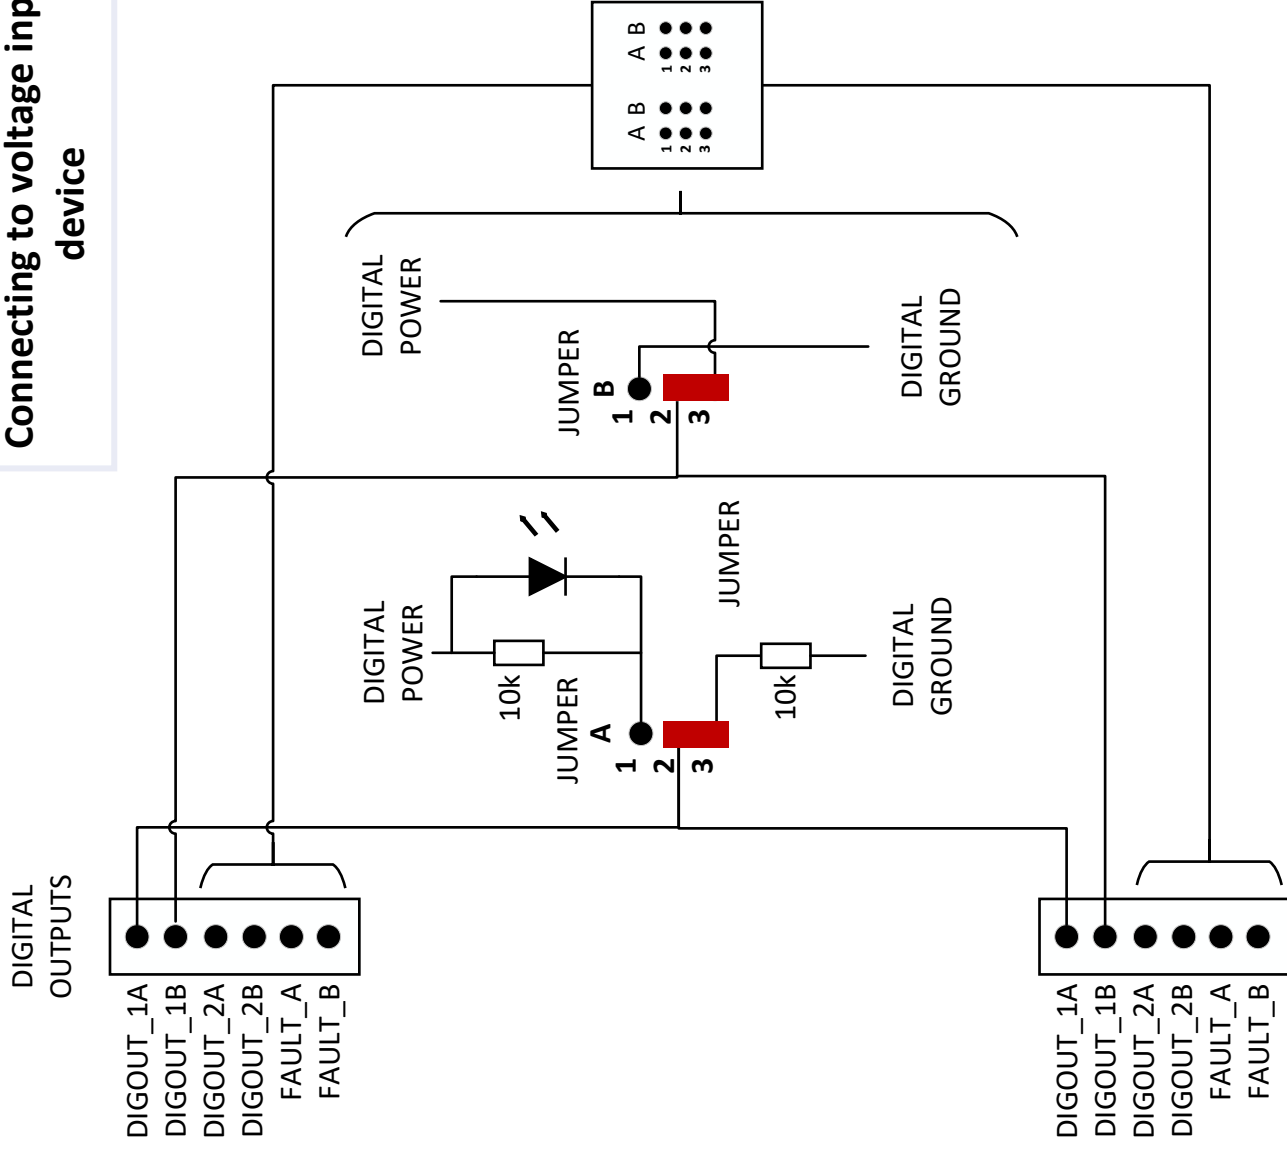 Connecting to voltage inp
device
A B
1
2
3
A B
1
2
3
DIGITAL
POWER
JUMPER
B
1
2
3
DIGITAL
GROUND
DIGITAL
POWER
10k
JUMPER
A
1
2
3
JUMPER
10k
DIGITAL
GROUND
DIGITAL
OUTPUTS
DIGOUT_1A
DIGOUT_1B
DIGOUT_2A
DIGOUT_2B
FAULT_A
FAULT_B
DIGOUT_1A
DIGOUT_1B
DIGOUT_2A
DIGOUT_2B
FAULT_A
FAULT_B